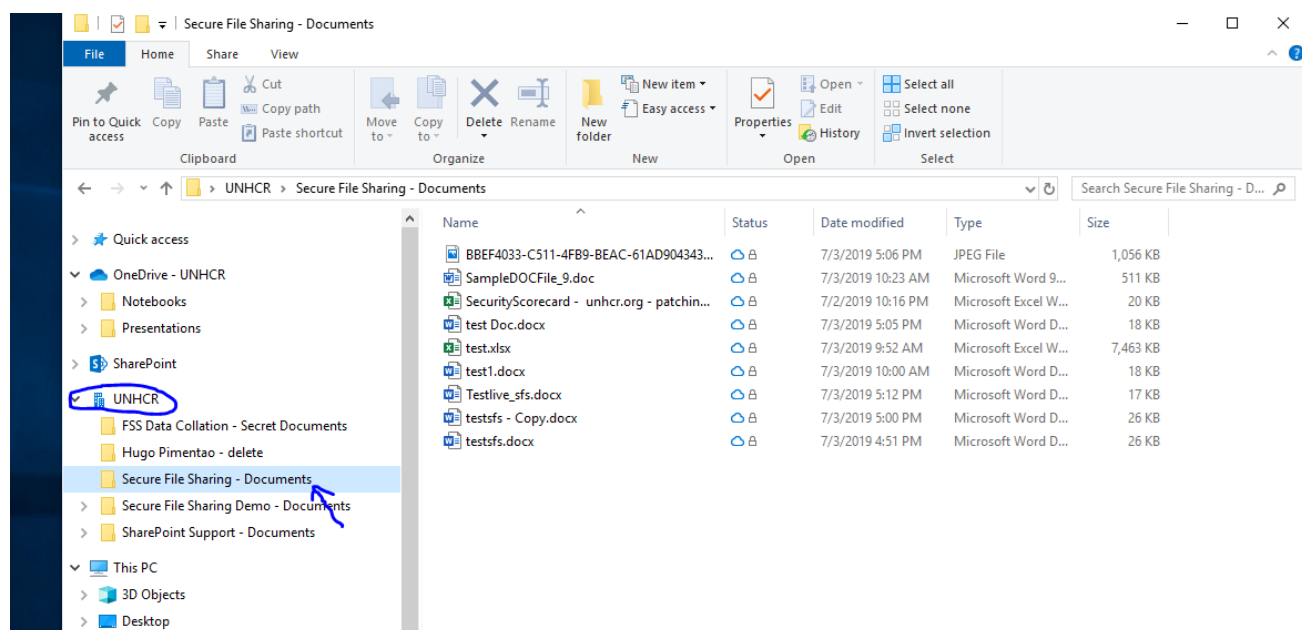 Secure File Sharing - Documents
File Home Share View
Pin to Quick access
Copy
Paste
Cut
Copy path
Paste shortcut
Clipboard
Move to
Copy to
Delete
Rename
Organize
New folder
New item
Easy access
New
Properties
Open
Edit
History
Open
Select all
Select none
Invert selection
Select
UNHCR > Secure File Sharing - Documents
Search Secure File Sharing - D...
Quick access
OneDrive - UNHCR
Notebooks
Presentations
SharePoint
UNHCR
FSS Data Collation - Secret Documents
Hugo Pimentao - delete
Secure File Sharing - Documents
Secure File Sharing Demo - Documents
SharePoint Support - Documents
This PC
3D Objects
Desktop
Name Status Date modified Type Size
BBEF4033-C511-4FB9-BEAC-61AD904343... 7/3/2019 5:06 PM JPEG File 1,056 KB
SampleDOCFile_9.doc 7/3/2019 10:23 AM Microsoft Word 9... 511 KB
SecurityScorecard - unhcr.org - patchin... 7/2/2019 10:16 PM Microsoft Excel W... 20 KB
test Doc.docx 7/3/2019 5:05 PM Microsoft Word D... 18 KB
test.xlsx 7/3/2019 9:52 AM Microsoft Excel W... 7,463 KB
test1.docx 7/3/2019 10:00 AM Microsoft Word D... 18 KB
Testlive_sfs.docx 7/3/2019 5:12 PM Microsoft Word D... 17 KB
testsfs - Copy.docx 7/3/2019 5:00 PM Microsoft Word D... 26 KB
testsfs.docx 7/3/2019 4:51 PM Microsoft Word D... 26 KB